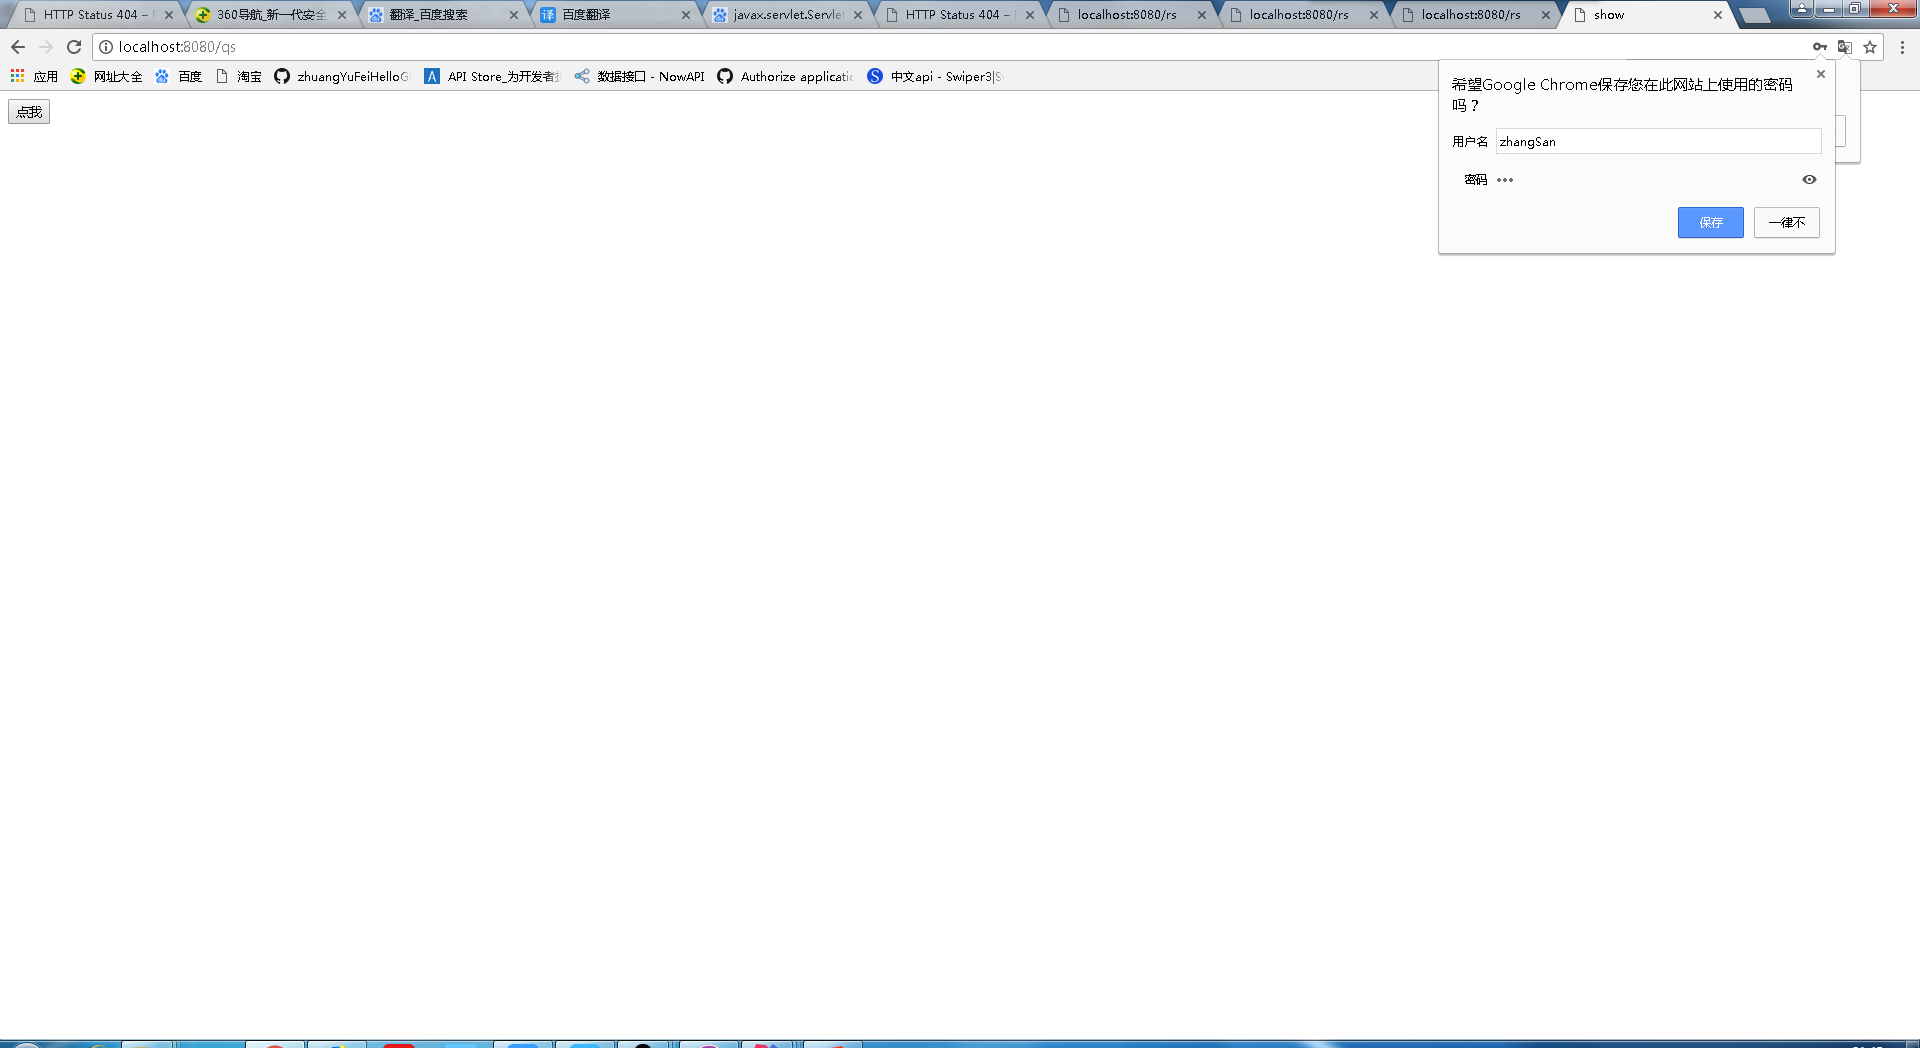 HTTP Status 404 –
360导航_新一代安全
翻译_百度搜索
百度翻译
javax.servlet.Servlet
HTTP Status 404 –
localhost:8080/rs
localhost:8080/rs
localhost:8080/rs
show
localhost:8080/qs
应用
网址大全
百度
淘宝
zhuangYuFeiHelloG
API Store_为开发者
数据接口 - NowAPI
Authorize applicatio
中文api - Swiper3|S
点我
希望Google Chrome保存您在此网站上使用的密码
吗？
用户名 zhangSan
密码 •••
保存 一律不